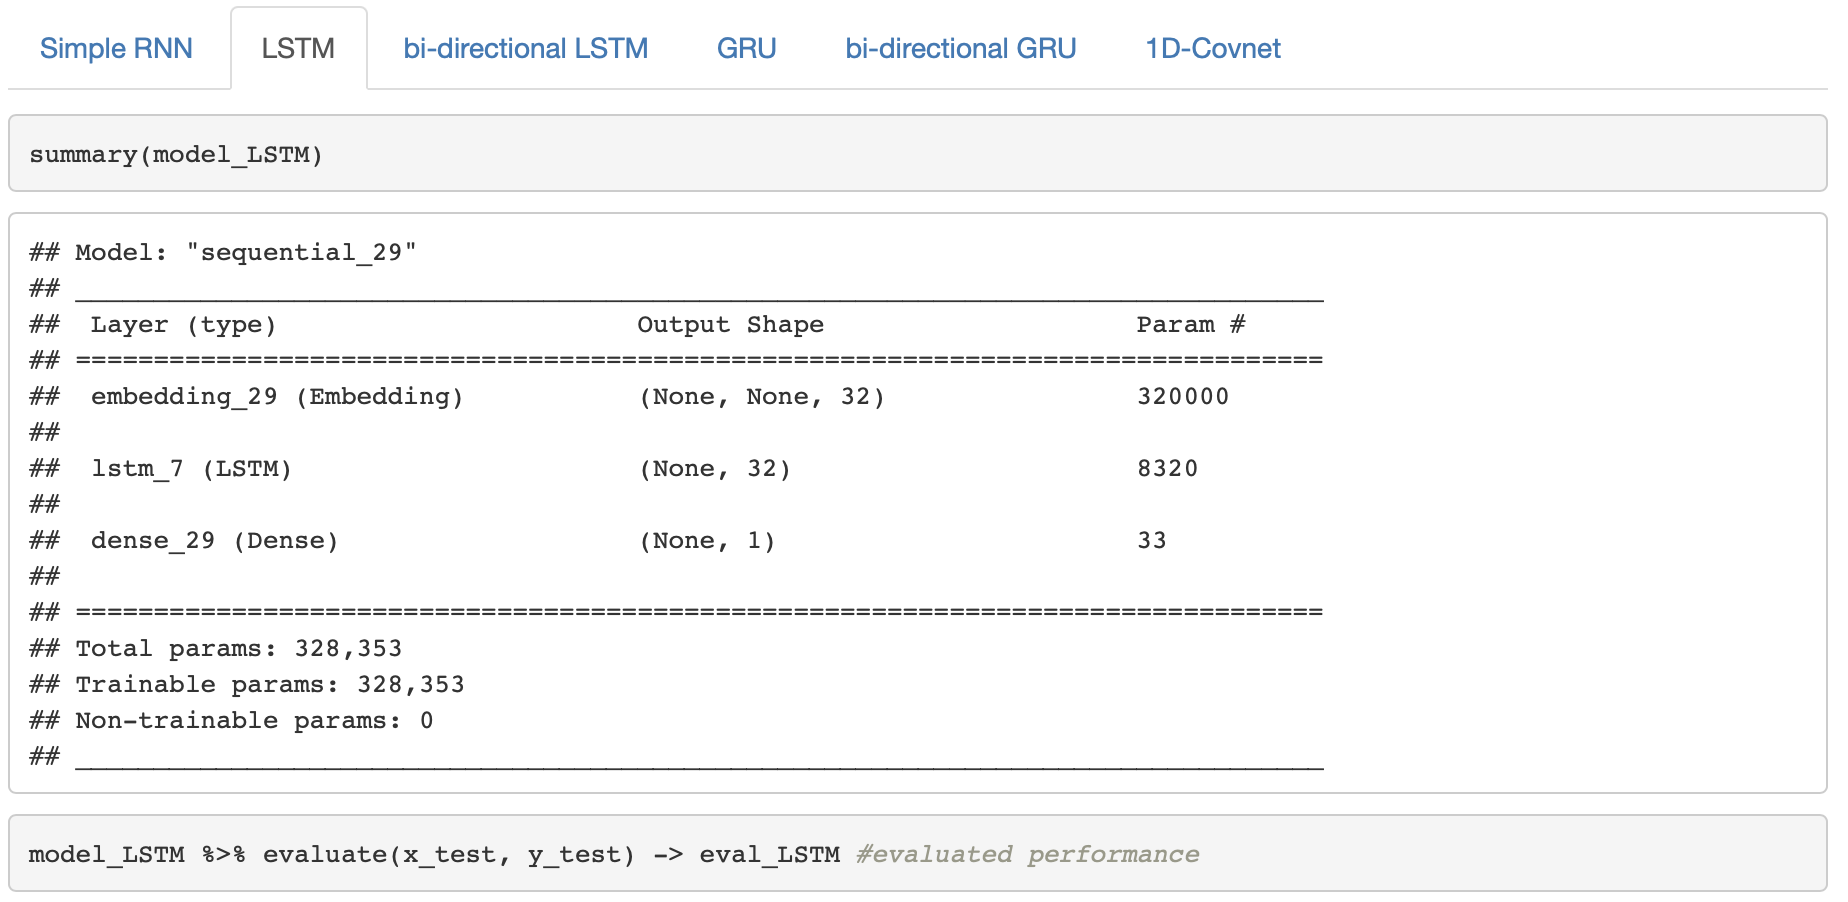 Simple RNN LSTM bi-directional LSTM GRU bi-directional GRU 1D-Covnet
summary(model_LSTM)
## Model: "sequential_29"
## ________________________________________________________________________________
##  Layer (type)                       Output Shape                    Param #
## ================================================================================
##  embedding_29 (Embedding)           (None, None, 32)                320000
##
##  lstm_7 (LSTM)                      (None, 32)                      8320
##
##  dense_29 (Dense)                   (None, 1)                       33
##
## ================================================================================
## Total params: 328,353
## Trainable params: 328,353
## Non-trainable params: 0
## ________________________________________________________________________________
model_LSTM %>% evaluate(x_test, y_test) -> eval_LSTM #evaluated performance